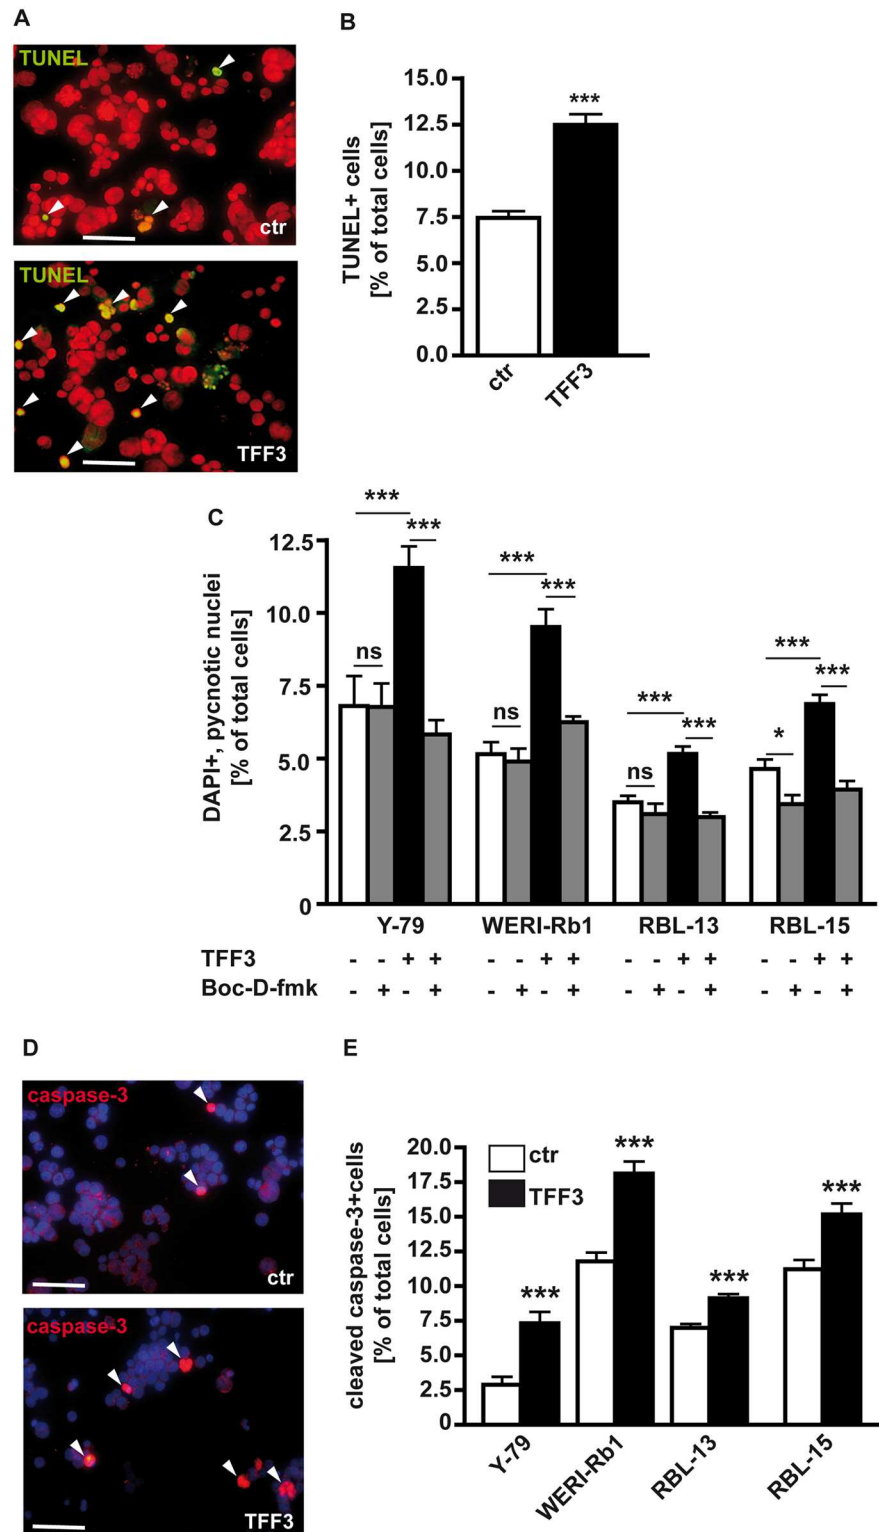 A
TUNEL
ctr
TUNEL
TFF3
B
TUNEL+ cells
[% of total cells]
15.0
12.5
10.0
7.5
5.0
2.5
0.0
***
ctr
TFF3
C
DAPI+, pycnotic nuclei
[% of total cells]
12.5
10.0
7.5
5.0
2.5
0
*** *** ns
*** *** ns
*** *** ns
*** *** *
Y-79 WERI-Rb1 RBL-13 RBL-15
TFF3 - - + + - - + + - - + + - - + +
Boc-D-fmk - + - + - + - + - + - + - + - +
D
caspase-3
ctr
caspase-3
TFF3
E
cleaved caspase-3+cells
[% of total cells]
20.0
17.5
15.0
12.5
10.0
7.5
5.0
2.5
0
ctr
TFF3
*** *** *** ***
Y-79
WERI-Rb1
RBL-13
RBL-15